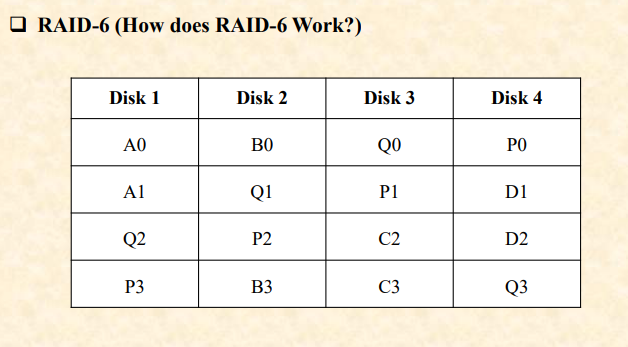 RAID-6 (How does RAID-6 Work?)
Disk 1 Disk 2 Disk 3 Disk 4
A0 B0 Q0 P0
A1 Q1 P1 D1
Q2 P2 C2 D2
P3 B3 C3 Q3